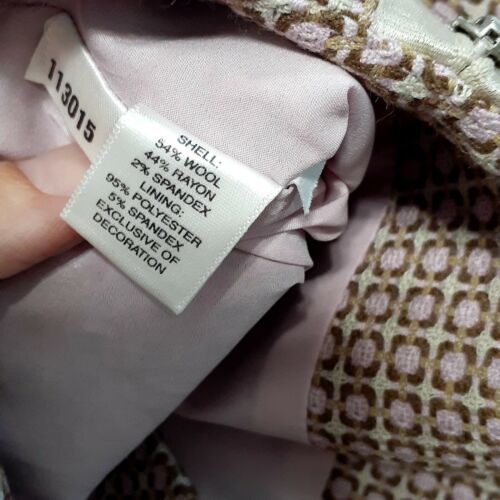 113015
SHELL:
54% WOOL
44% RAYON
2% SPANDEX
LINING:
95% POLYESTER
5% SPANDEX
EXCLUSIVE OF
DECORATION